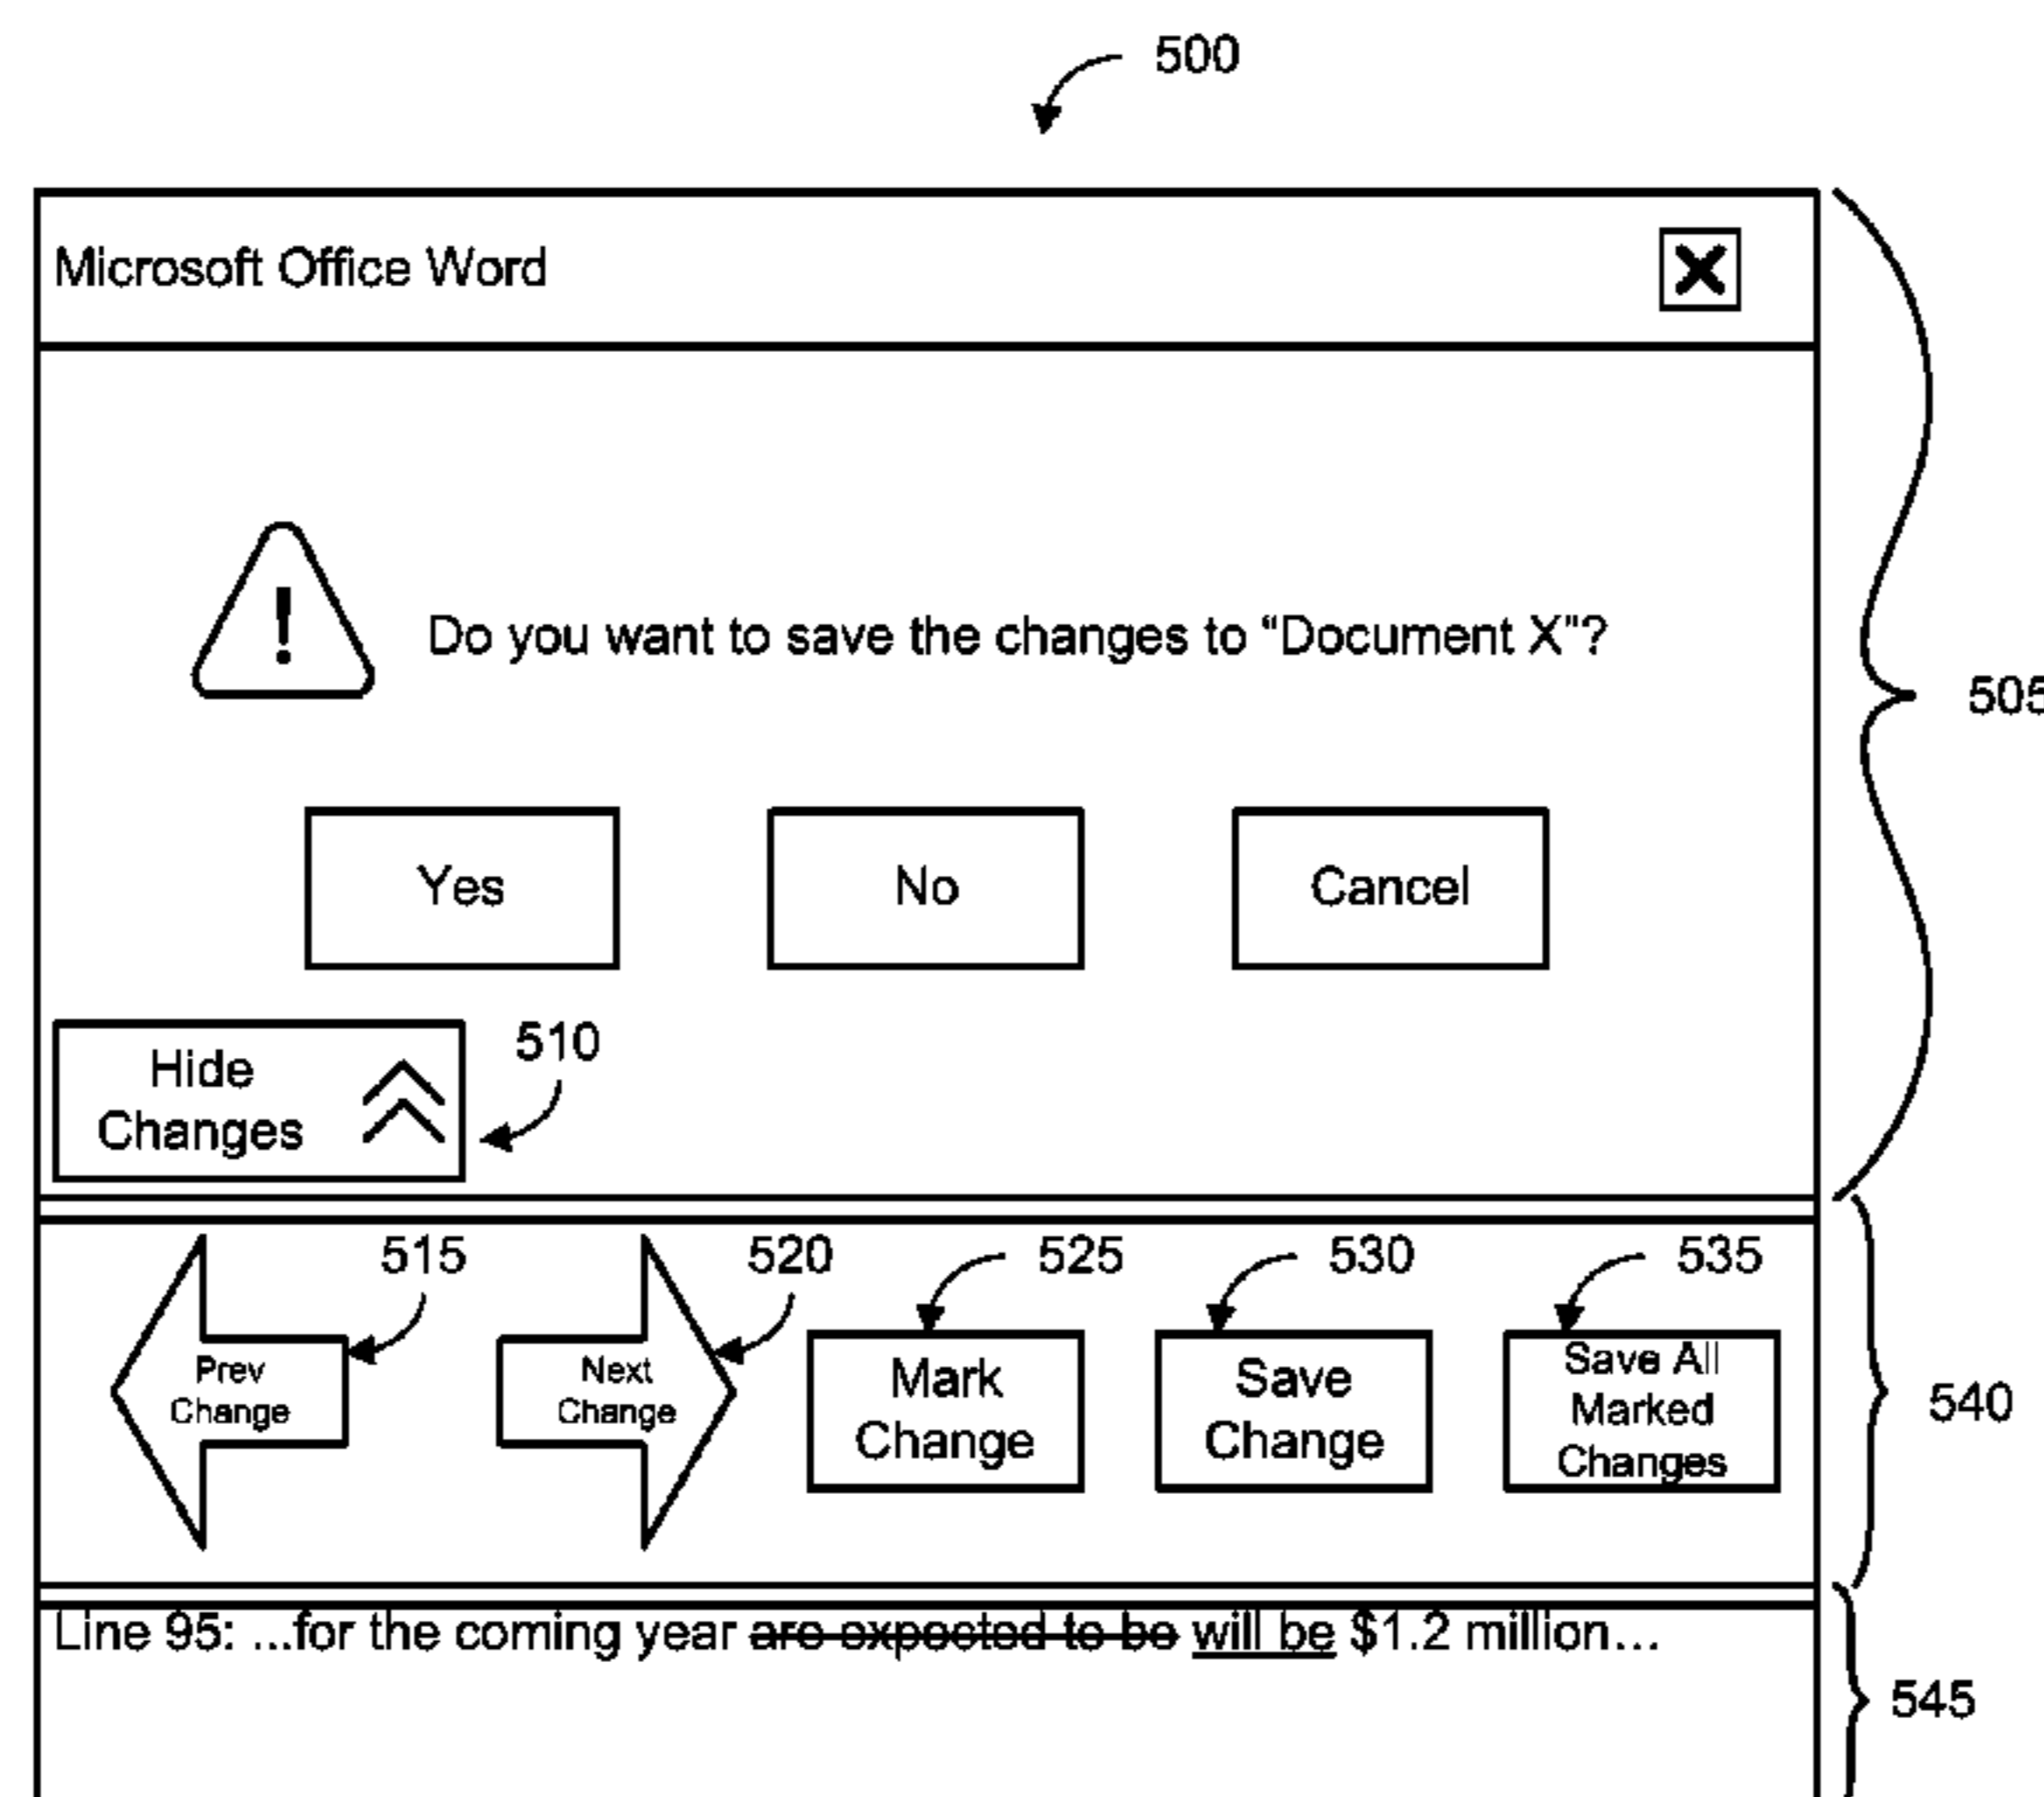 500
Microsoft Office Word
Do you want to save the changes to “Document X”?
505
Yes
No
Cancel
Hide
Changes
510
515
520
525
530
535
Prev
Change
Next
Change
Mark
Change
Save
Change
Save All
Marked
Changes
540
Line 95: ...for the coming year are expected to be will be $1.2 million...
545